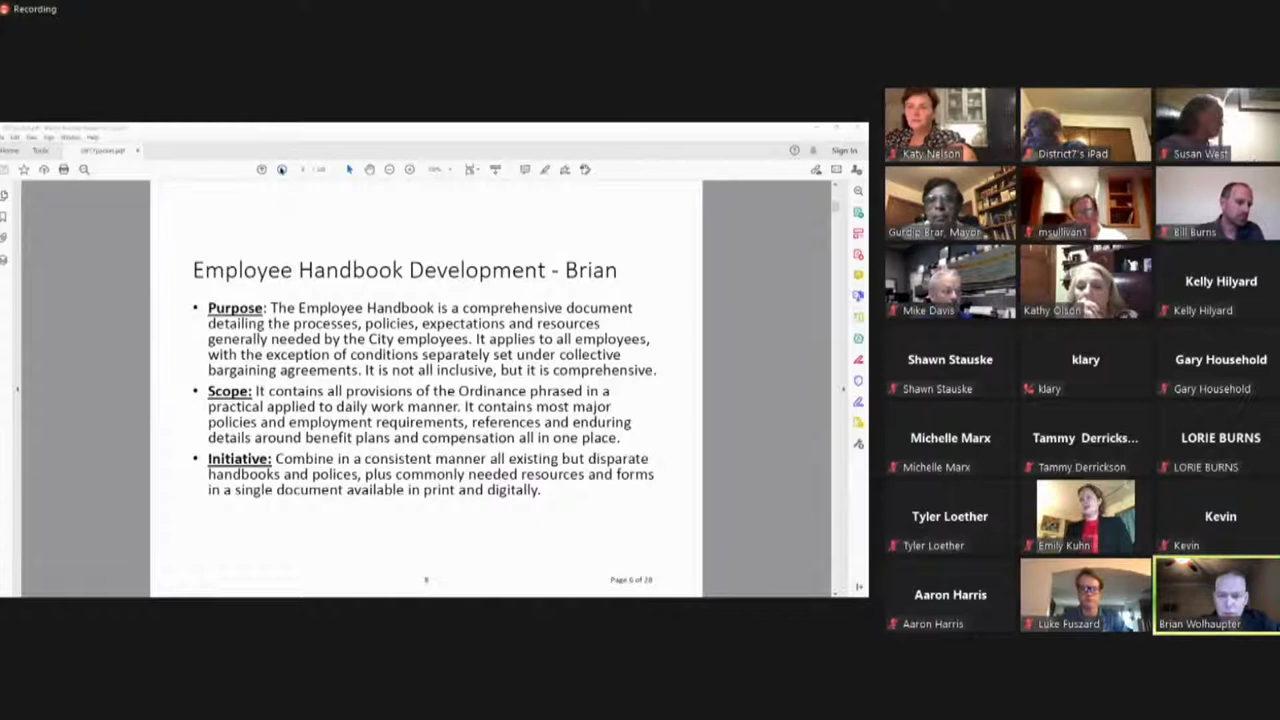 Recording
Home
Tools
Sign In
Employee Handbook Development - Brian
• Purpose: The Employee Handbook is a comprehensive document
detailing the processes, policies, expectations and resources
generally needed by the City employees. It applies to all employees,
with the exception of conditions separately set under collective
bargaining agreements. It is not all inclusive, but it is comprehensive.
• Scope: It contains all provisions of the Ordinance phrased in a
practical applied to daily work manner. It contains most major
policies and employment requirements, references and enduring
details around benefit plans and compensation all in one place.
• Initiative: Combine in a consistent manner all existing but disparate
handbooks and polices, plus commonly needed resources and forms
in a single document available in print and digitally.
8
Page 6 of 28
Katy Nelson
District7's iPad
Susan West
Gurdip Brar, Mayor
msullivan1
Bill Burns
Mike Davis
Kathy Olson
Kelly Hilyard
Kelly Hilyard
Shawn Stauske
Shawn Stauske
klary
klary
Gary Household
Gary Household
Michelle Marx
Michelle Marx
Tammy Derricks...
Tammy Derrickson
LORIE BURNS
LORIE BURNS
Tyler Loether
Tyler Loether
Emily Kuhn
Kevin
Kevin
Aaron Harris
Aaron Harris
Luke Fuszard
Brian Wolhaupter